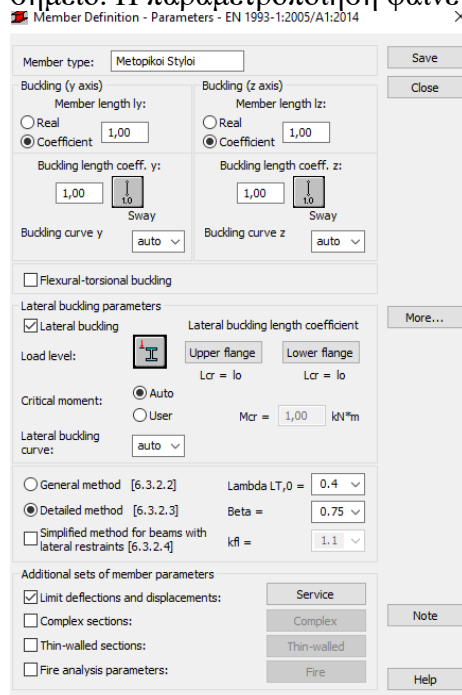 σημείο. Η παραμετροποίηση φαίνε
Member Definition - Parameters - EN 1993-1:2005/A1:2014
Member type: Metopikoi Styloi Save
Buckling (y axis) Buckling (z axis) Close
Member length ly: Member length lz:
Real Real
Coefficient 1,00 Coefficient 1,00
Buckling length coeff. y: Buckling length coeff. z:
1,00 1.0 1,00 1.0
Sway Sway
Buckling curve y auto Buckling curve z auto
Flexural-torsional buckling
Lateral buckling parameters More...
Lateral buckling Lateral buckling length coefficient
Load level: Upper flange Lower flange
Lcr = lo Lcr = lo
Critical moment: Auto
User Mcr = 1,00 kN*m
Lateral buckling
curve: auto
General method [6.3.2.2] Lambda LT,0 = 0.4
Detailed method [6.3.2.3] Beta = 0.75
Simplified method for beams with
lateral restraints [6.3.2.4] kfl = 1.1
Additional sets of member parameters
Limit deflections and displacements: Service
Complex sections: Complex Note
Thin-walled sections: Thin-walled
Fire analysis parameters: Fire Help